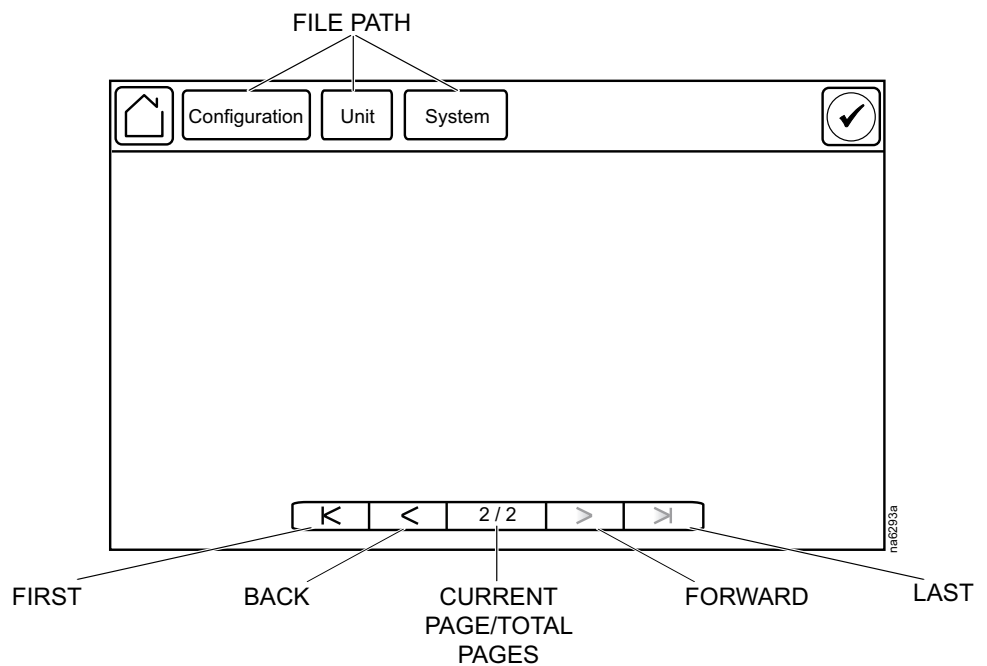 FILE PATH
Configuration
Unit
System
2 / 2
na6293a
FIRST
BACK
CURRENT
PAGE/TOTAL
PAGES
FORWARD
LAST